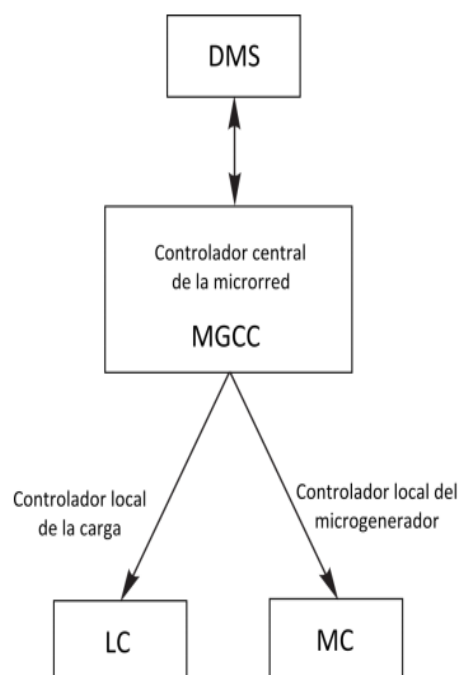 DMS
Controlador central
de la microrred
MGCC
Controlador local
de la carga
Controlador local del
microgenerador
LC
MC